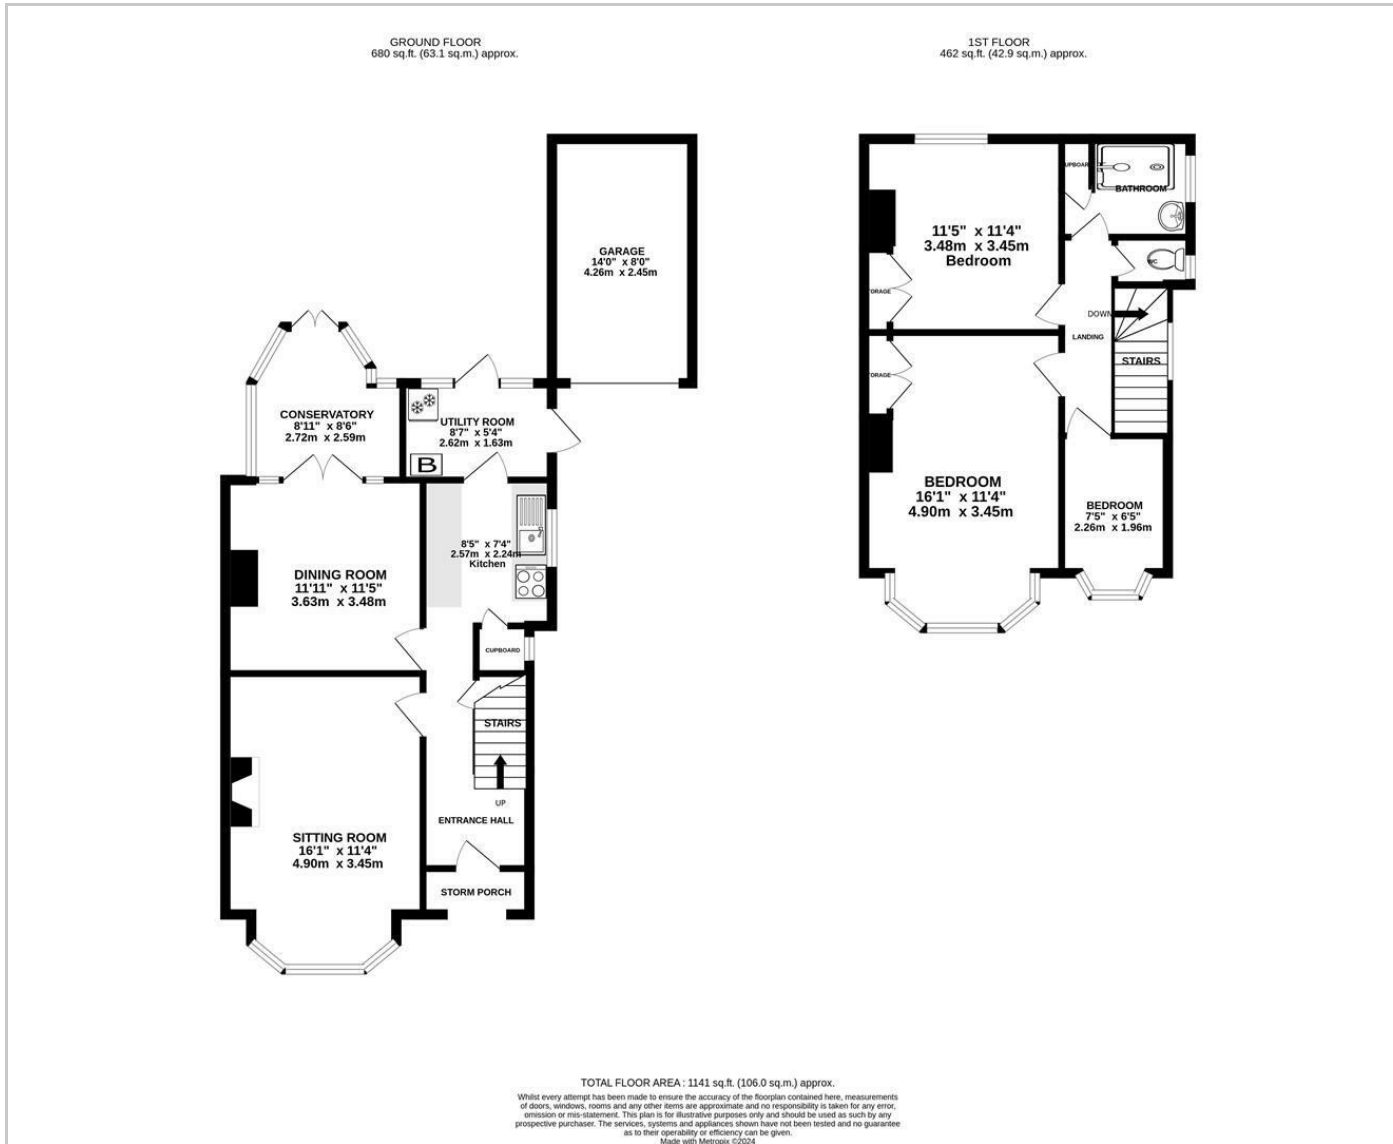 GROUND FLOOR
680 sq.ft. (63.1 sq.m.) approx.
1ST FLOOR
462 sq.ft. (42.9 sq.m.) approx.
GARAGE
14'0" x 8'0"
4.26m x 2.45m
CONSERVATORY
8'11" x 8'6"
2.72m x 2.59m
UTILITY ROOM
8'7" x 5'4"
2.62m x 1.63m
B
8'5" x 7'4"
2.57m x 2.24m
Kitchen
DINING ROOM
11'11" x 11'5"
3.63m x 3.48m
CUPBOARD
STAIRS
UP
ENTRANCE HALL
SITTING ROOM
16'1" x 11'4"
4.90m x 3.45m
STORM PORCH
UPBOARD
BATHROOM
11'5" x 11'4"
3.48m x 3.45m
Bedroom
WC
TORAGE
DOWN
LANDING
STAIRS
TORAGE
BEDROOM
16'1" x 11'4"
4.90m x 3.45m
BEDROOM
7'5" x 6'5"
2.26m x 1.96m
TOTAL FLOOR AREA : 1141 sq.ft. (106.0 sq.m.) approx.
Whilst every attempt has been made to ensure the accuracy of the floorplan contained here, measurements
of doors, windows, rooms and any other items are approximate and no responsibility is taken for any error,
omission or mis-statement. This plan is for illustrative purposes only and should be used as such by any
prospective purchaser. The services, systems and appliances shown have not been tested and no guarantee
as to their operability or efficiency can be given.
Made with Metropix ©2024